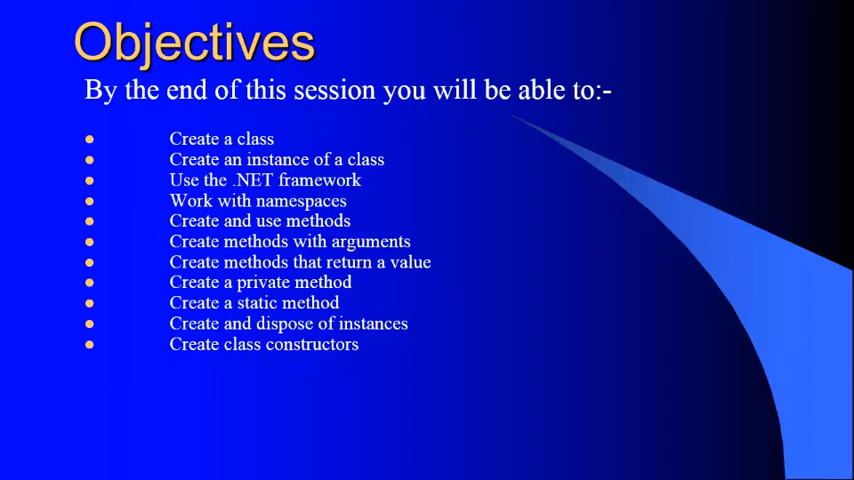 Objectives
By the end of this session you will be able to:-
Create a class
Create an instance of a class
Use the .NET framework
Work with namespaces
Create and use methods
Create methods with arguments
Create methods that return a value
Create a private method
Create a static method
Create and dispose of instances
Create class constructors